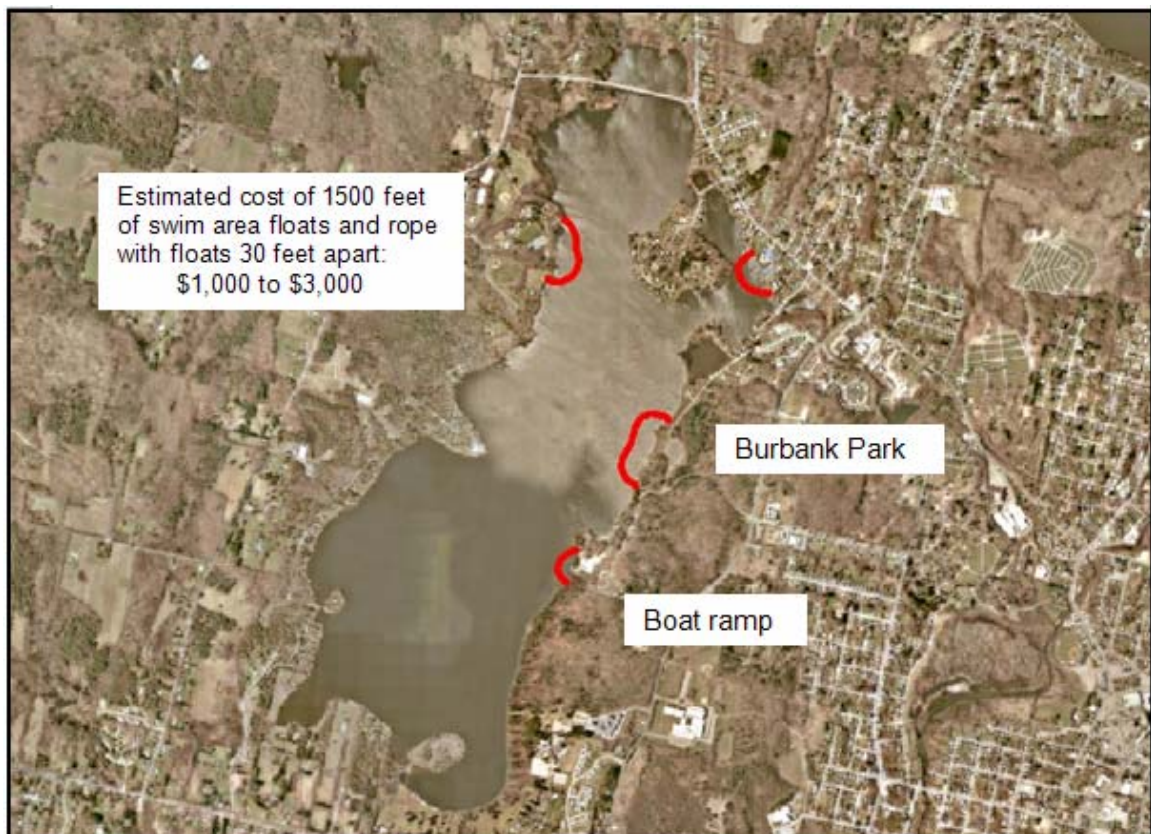 Estimated cost of 1500 feet
of swim area floats and rope
with floats 30 feet apart:
$1,000 to $3,000
Burbank Park
Boat ramp